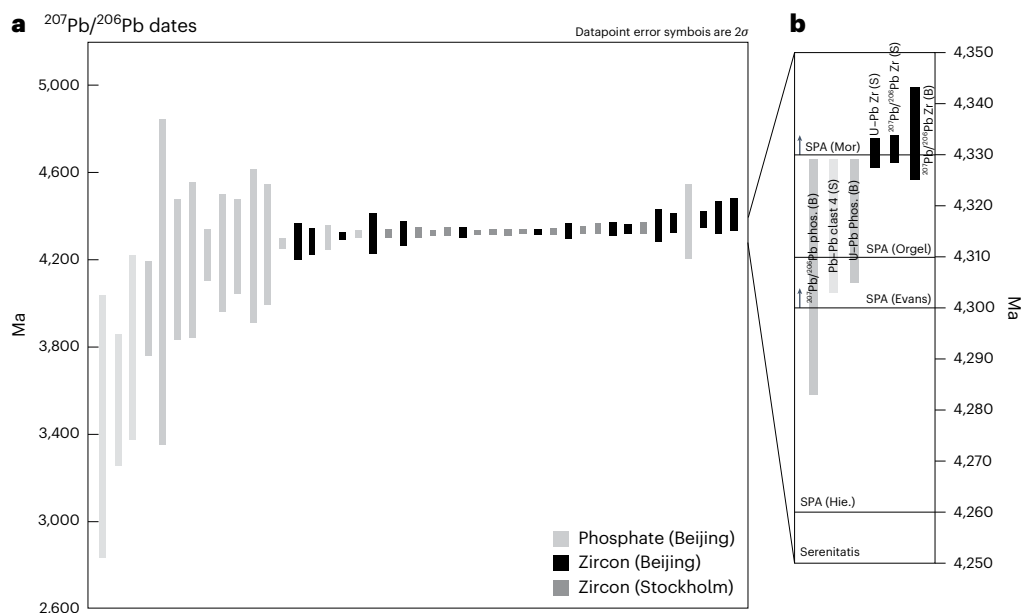 a
207Pb/206Pb dates
Datapoint error symbois are 2σ
5,000
4,600
4,200
3,800
3,400
3,000
2.600
Ma
Phosphate (Beijing)
Zircon (Beijing)
Zircon (Stockholm)
b
4,350
4,340
4,330
4,320
4,310
4,300
4,290
4,280
4,270
4,260
4,250
Ma
U–Pb Zr (S)
207Pb/206Pb Zr (S)
207Pb/206Pb Zr (B)
SPA (Mor)
207Pb/206Pb phos. (B)
Pb–Pb clast 4 (S)
U–Pb Phos. (B)
SPA (Orgel)
SPA (Evans)
SPA (Hie.)
Serenitatis